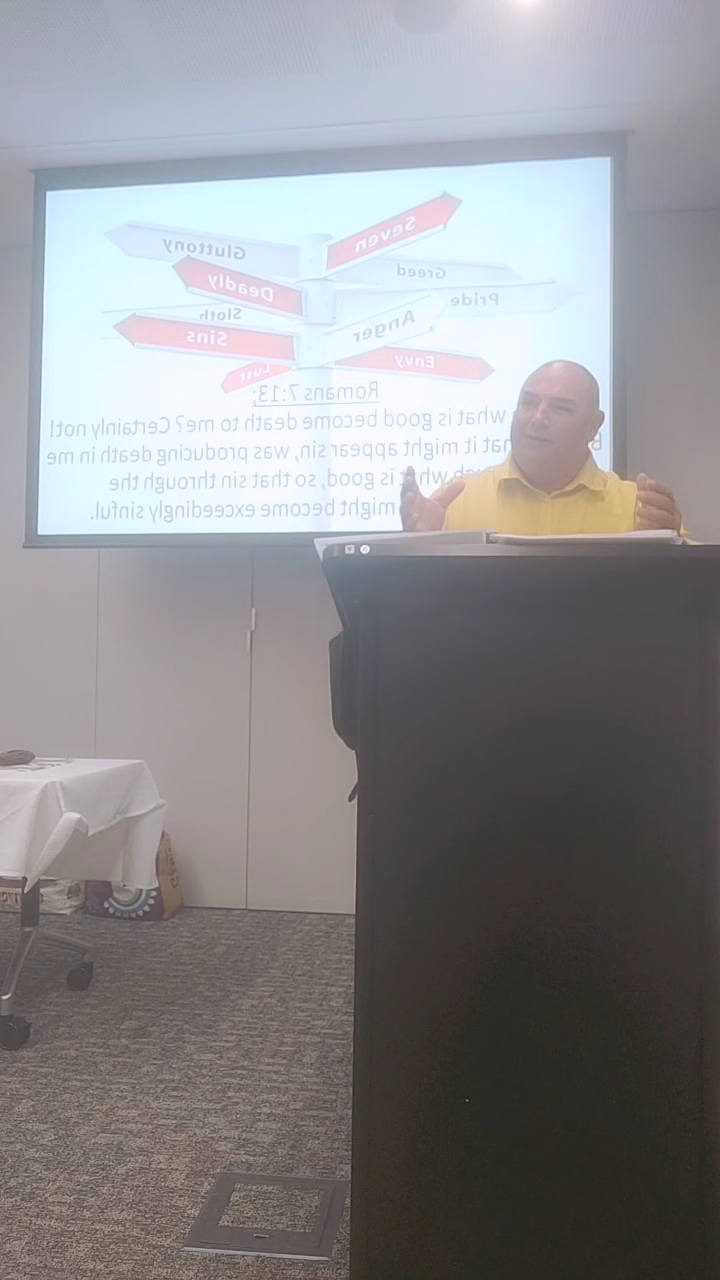 Seven
Gluttony
Greed
Deadly
Pride
Sloth
Anger
Sins
Envy
Lust
Romans 7:13;
what is good become death to me? Certainly not!
that it might appear sin, was producing death in me
what is good, so that sin through the
might become exceedingly sinful.